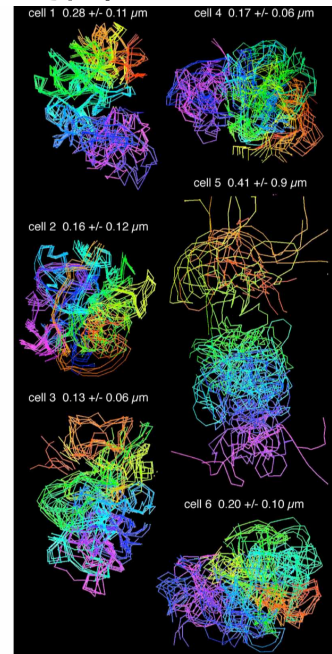 cell 1 0.28 +/- 0.11 µm
cell 2 0.16 +/- 0.12 µm
cell 3 0.13 +/- 0.06 µm
cell 4 0.17 +/- 0.06 µm
cell 5 0.41 +/- 0.9 µm
cell 6 0.20 +/- 0.10 µm